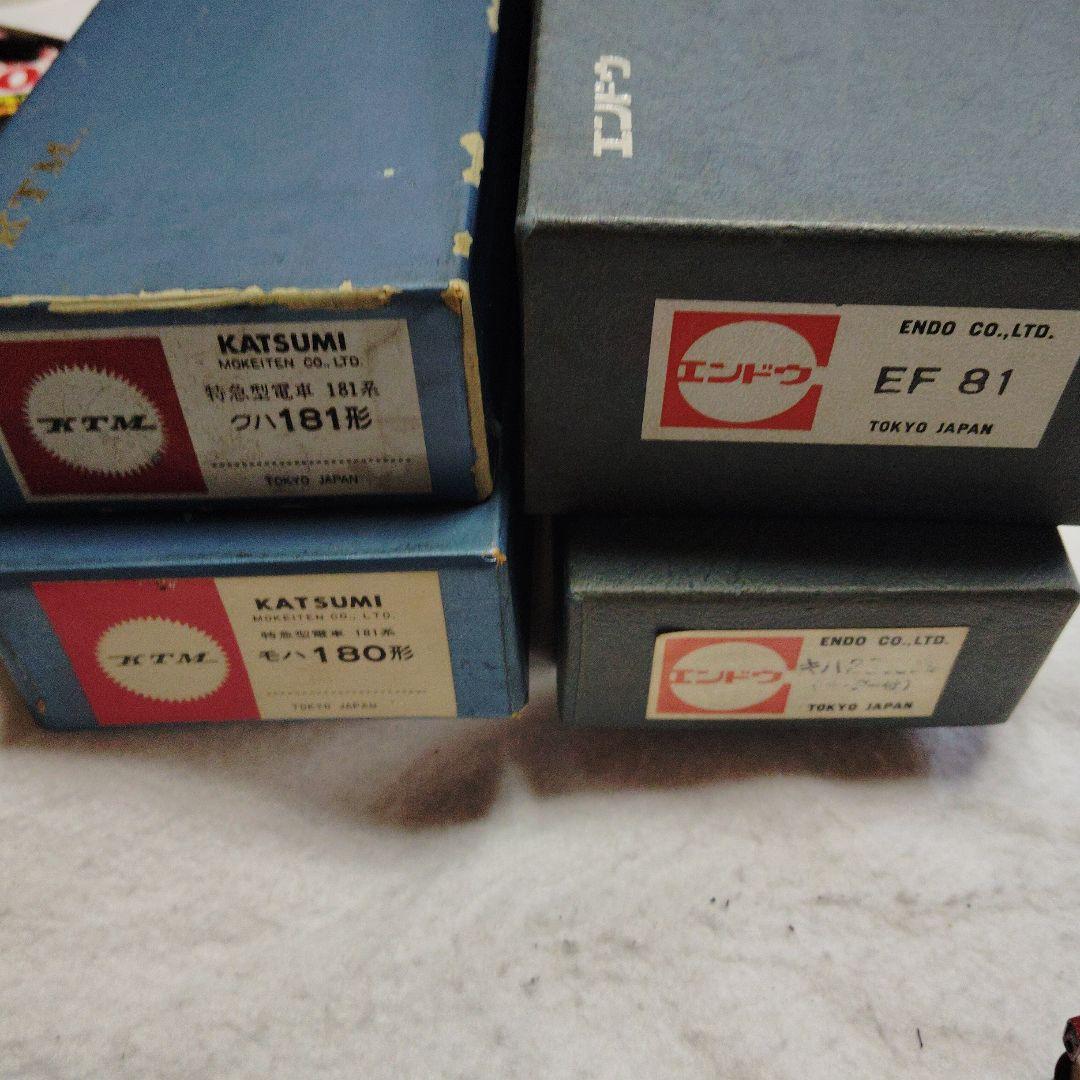 KTM
エンドウ
KTM
KATSUMI
MOKEITEN CO., LTD.
特急型電車 181系
クハ181形
TOKYO JAPAN
エンドウ
ENDO CO.,LTD.
EF 81
TOKYO JAPAN
KTM
KATSUMI
MOKEITEN CO., LTD.
特急型電車 181系
モハ180形
TOKYO JAPAN
エンドウ
ENDO CO.,LTD.
キハ
TOKYO JAPAN